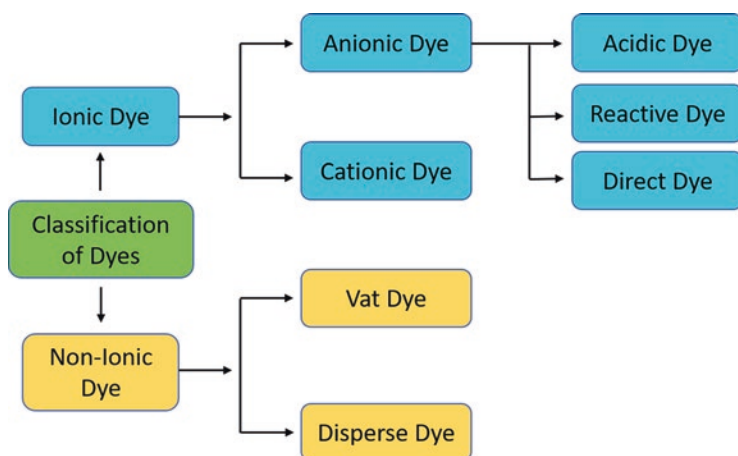 Anionic Dye
Acidic Dye
Ionic Dye
Reactive Dye
Cationic Dye
Direct Dye
Classification
of Dyes
Vat Dye
Non-Ionic
Dye
Disperse Dye